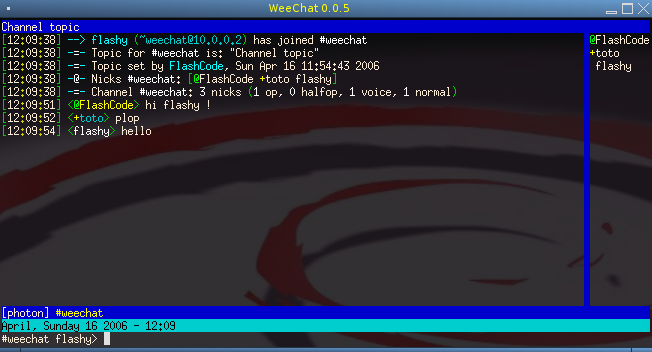 WeeChat 0.0.5
Channel topic
[12:09:38] --> flashy (~weechat@10.0.0.2) has joined #weechat
[12:09:38] -=- Topic for #weechat is: "Channel topic"
[12:09:38] -=- Topic set by FlashCode, Sun Apr 16 11:54:43 2006
[12:09:38] -@- Nicks #weechat: [@FlashCode +toto flashy]
[12:09:38] -=- Channel #weechat: 3 nicks (1 op, 0 halfop, 1 voice, 1 normal)
[12:09:51] <@FlashCode> hi flashy !
[12:09:52] <+toto> plop
[12:09:54] <flashy> hello
@FlashCode
+toto
flashy
[photon] #weechat
April, Sunday 16 2006 - 12:09
#weechat flashy>